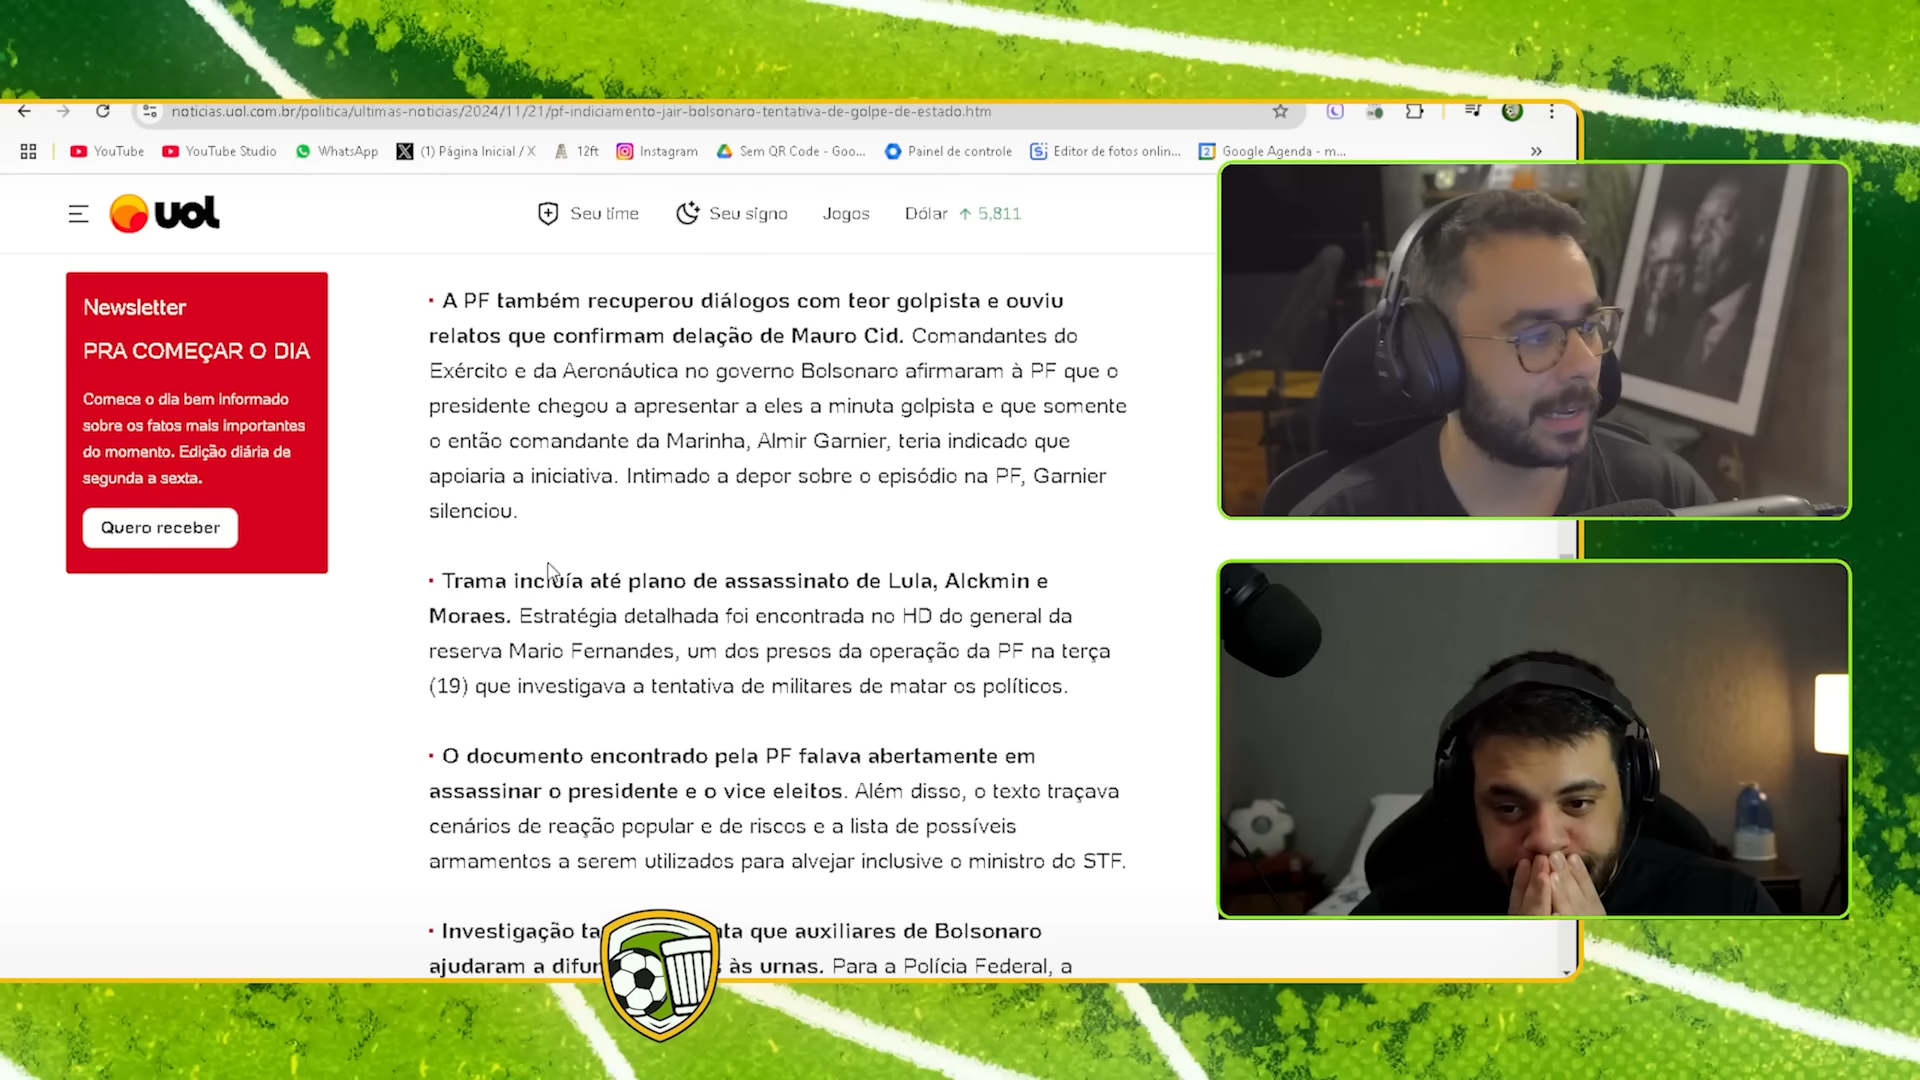 noticias.uol.com.br/politica/ultimas-noticias/2024/11/21/pf-indiciamento-jair-bolsonaro-tentativa-de-golpe-de-estado.htm
YouTube YouTube Studio WhatsApp (1) Página Inicial / X 12ft Instagram Sem QR Code - Goo... Painel de controle Editor de fotos onlin... Google Agenda - m... »
uol Seu time Seu signo Jogos Dólar ↑ 5,811
Newsletter
PRA COMEÇAR O DIA
Comece o dia bem informado
sobre os fatos mais importantes
do momento. Edição diária de
segunda a sexta.
Quero receber
· A PF também recuperou diálogos com teor golpista e ouviu
relatos que confirmam delação de Mauro Cid. Comandantes do
Exército e da Aeronáutica no governo Bolsonaro afirmaram à PF que o
presidente chegou a apresentar a eles a minuta golpista e que somente
o então comandante da Marinha, Almir Garnier, teria indicado que
apoiaria a iniciativa. Intimado a depor sobre o episódio na PF, Garnier
silenciou.
· Trama incluía até plano de assassinato de Lula, Alckmin e
Moraes. Estratégia detalhada foi encontrada no HD do general da
reserva Mario Fernandes, um dos presos da operação da PF na terça
(19) que investigava a tentativa de militares de matar os políticos.
· O documento encontrado pela PF falava abertamente em
assassinar o presidente e o vice eleitos. Além disso, o texto traçava
cenários de reação popular e de riscos e a lista de possíveis
armamentos a serem utilizados para alvejar inclusive o ministro do STF.
· Investigação que auxiliares de Bolsonaro
ajudaram a às urnas. Para a Polícia Federal, a